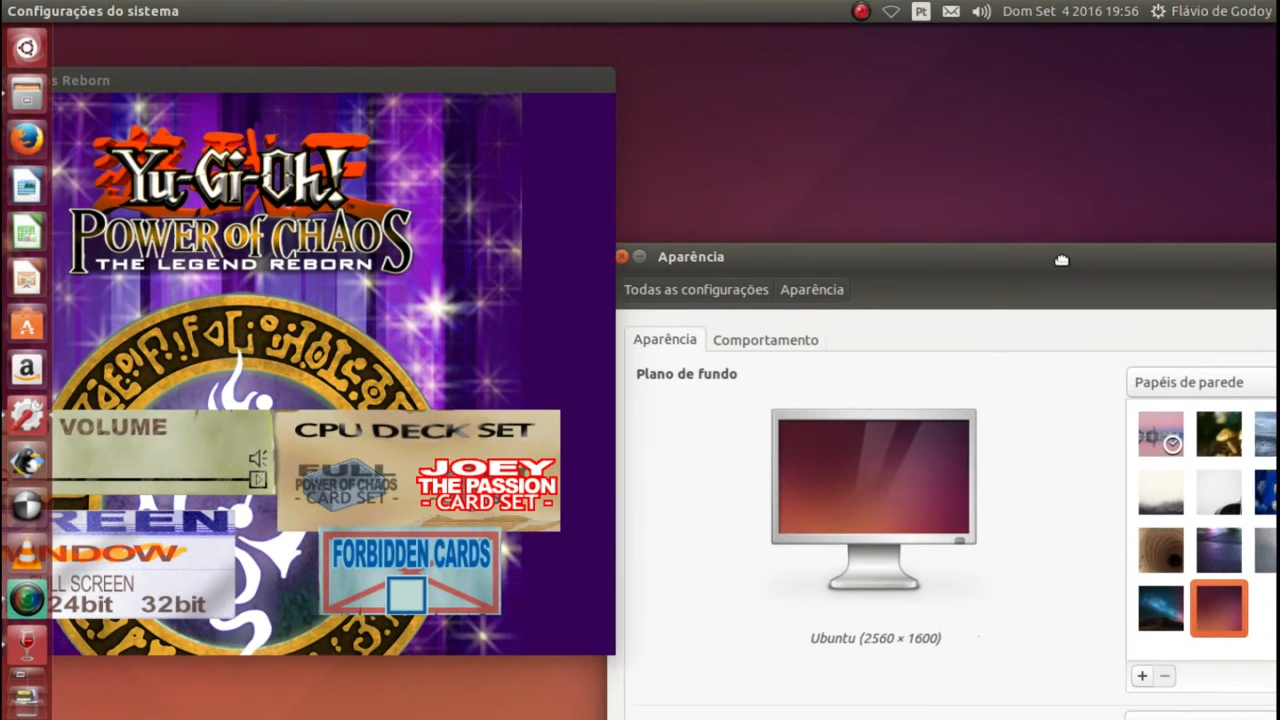 Configurações do sistema
Pt
Dom Set 4 2016 19:56
Flávio de Godoy
s Reborn
Yu-Gi-Oh!
POWER OF CHAOS
THE LEGEND REBORN
VOLUME
CPU DECK SET
FULL
POWER OF CHAOS
- CARD SET -
JOEY
THE PASSION
- CARD SET -
REEN
NDOW
LL SCREEN
24bit 32bit
FORBIDDEN CARDS
Aparência
Todas as configurações
Aparência
Aparência
Comportamento
Plano de fundo
Papéis de parede
Ubuntu (2560 × 1600)